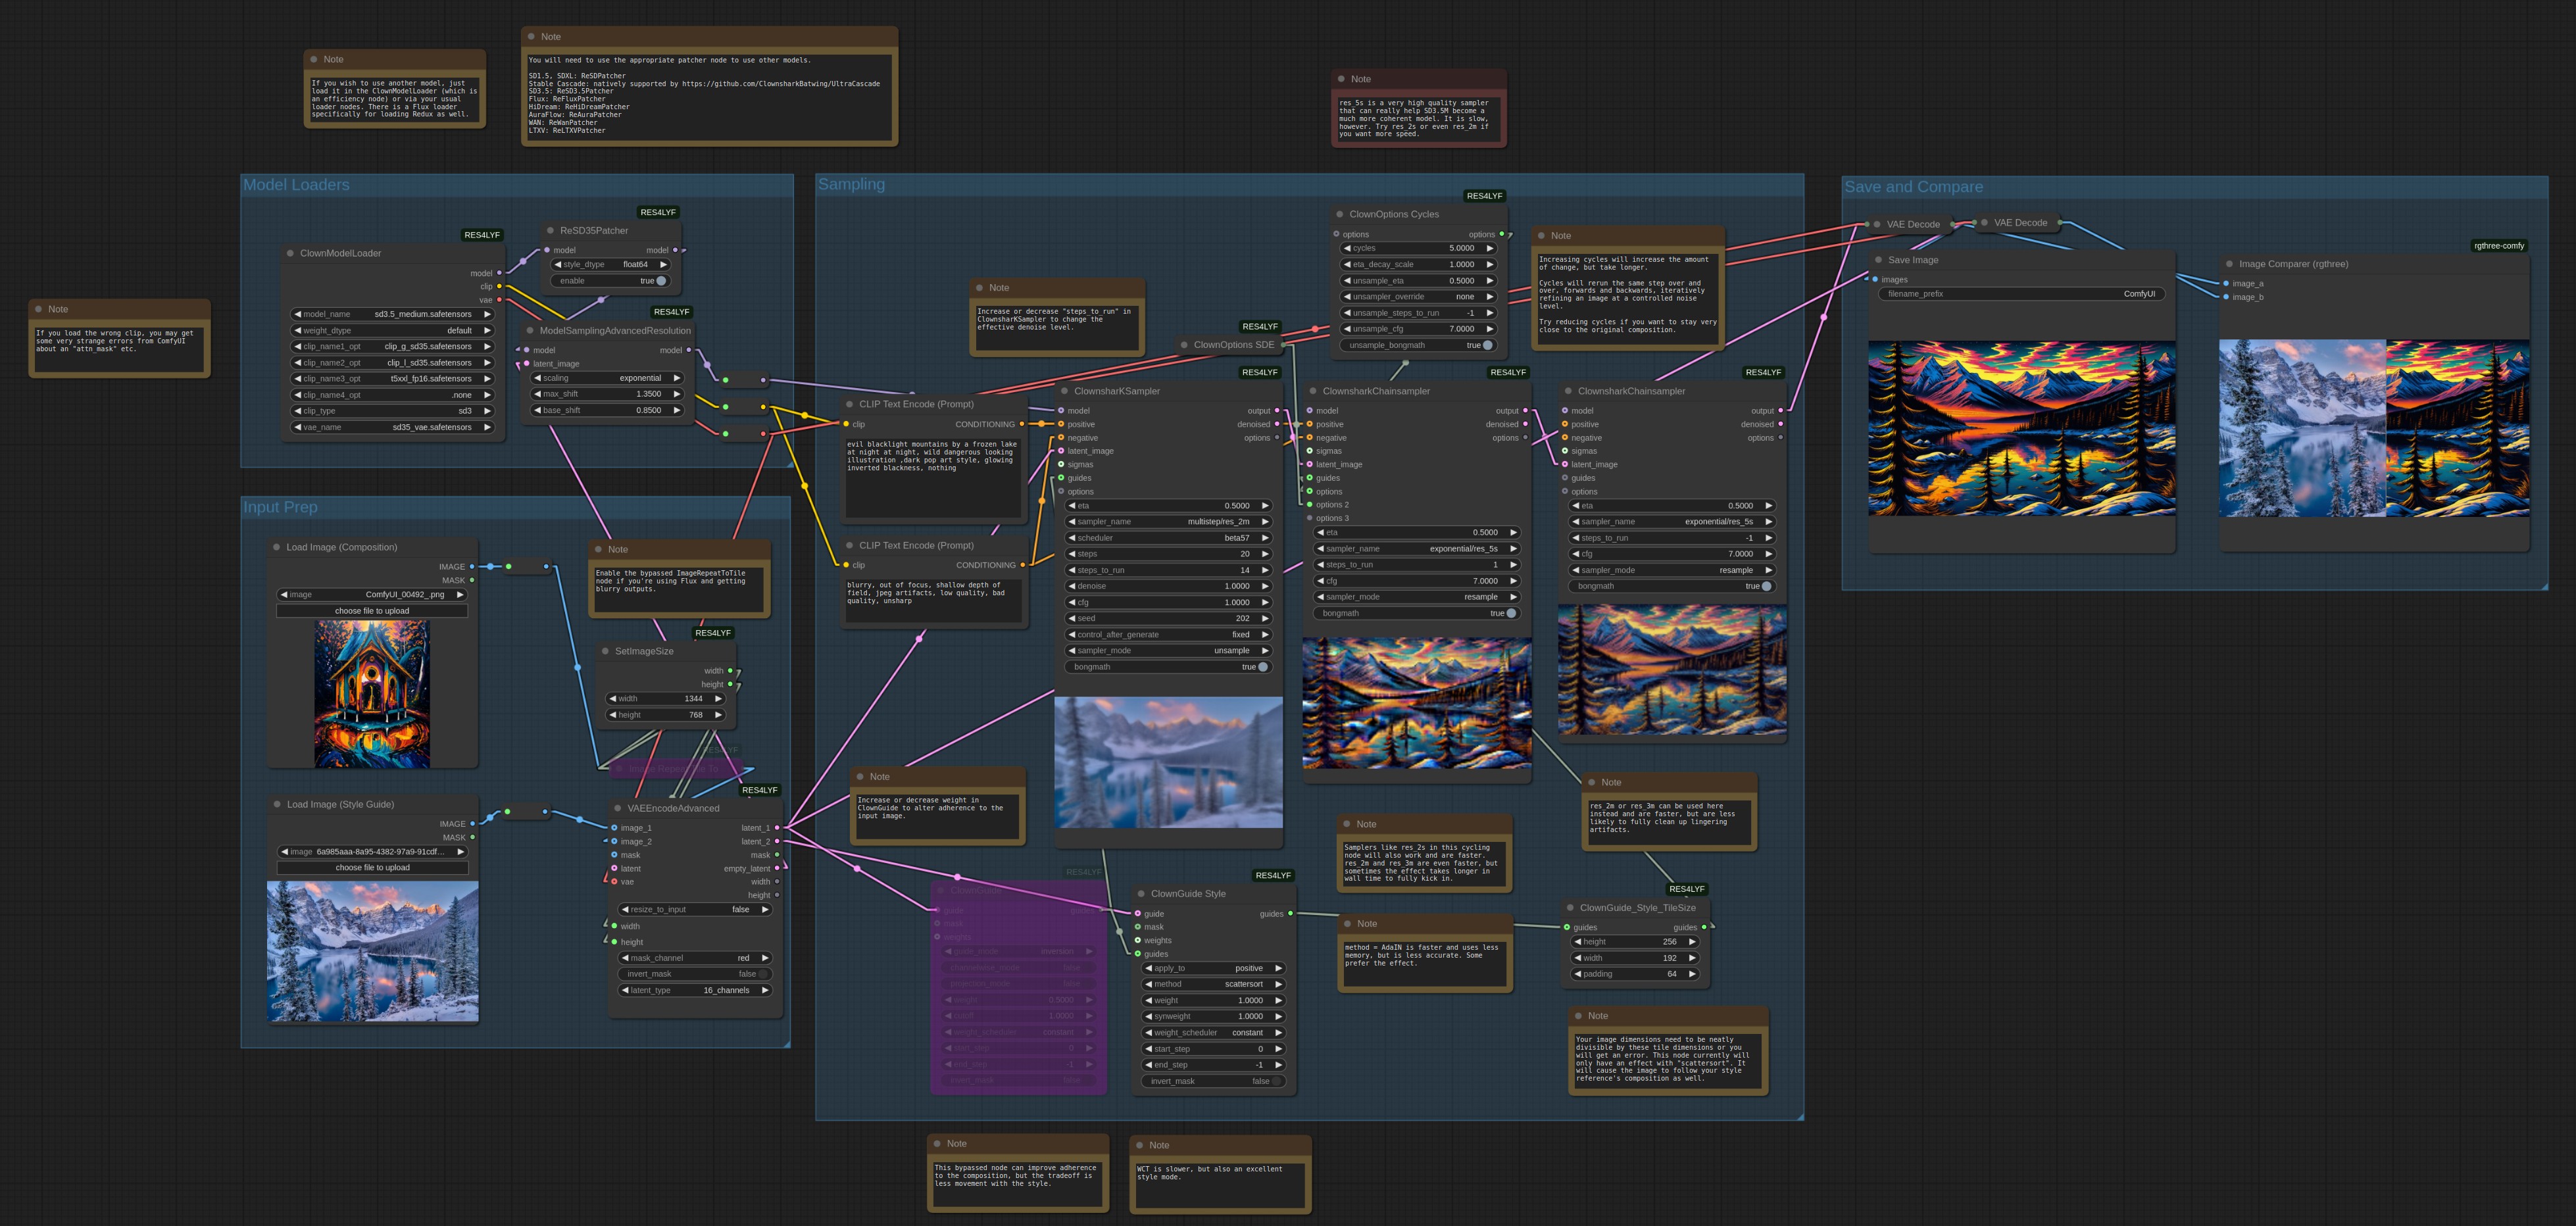 Note
If you wish to use another model, just
load it in the ClownModelLoader (which is
an efficiency node) or via your usual
loader nodes. There is a Flux loader
specifically for loading Redux as well.
Note
You will need to use the appropriate patcher node to use other models.
SD1.5, SDXL: ReSDPatcher
Stable Cascade: natively supported by https://github.com/ClownsharkBatwing/UltraCascade
SD3.5: ReSD3.5Patcher
Flux: ReFluxPatcher
HiDream: ReHiDreamPatcher
AuraFlow: ReAuraPatcher
WAN: ReWanPatcher
LTXV: ReLTXVPatcher
Note
res_5s is a very high quality sampler
that can really help SD3.5M become a
much more coherent model. It is slow,
however. Try res_2s or even res_2m if
you want more speed.
Note
If you load the wrong clip, you may get
some very strange errors from ComfyUI
about an "attn_mask" etc.
Model Loaders
RES4LYF
ClownModelLoader
model
clip
vae
model_name sd3.5_medium.safetensors
weight_dtype default
clip_name1_opt clip_g_sd35.safetensors
clip_name2_opt clip_l_sd35.safetensors
clip_name3_opt t5xxl_fp16.safetensors
clip_name4_opt .none
clip_type sd3
vae_name sd35_vae.safetensors
RES4LYF
ReSD35Patcher
model model
style_dtype float64
enable true
RES4LYF
ModelSamplingAdvancedResolution
model model
latent_image
scaling exponential
max_shift 1.3500
base_shift 0.8500
Input Prep
Load Image (Composition)
IMAGE
MASK
image ComfyUI_00492_.png
choose file to upload
Note
Enable the bypassed ImageRepeatToTile
node if you're using Flux and getting
blurry outputs.
RES4LYF
SetImageSize
width
height
width 1344
height 768
RES4LYF
Load Image (Style Guide)
IMAGE
MASK
image 6a985aaa-8a95-4382-97a9-91cdf...
choose file to upload
RES4LYF
VAEEncodeAdvanced
image_1 latent_1
image_2 latent_2
mask mask
latent empty_latent
vae width
height
resize_to_input false
width
height
mask_channel red
invert_mask false
latent_type 16_channels
Sampling
CLIP Text Encode (Prompt)
clip CONDITIONING
evil blacklight mountains by a frozen lake
at night at night, wild dangerous looking
illustration ,dark pop art style, glowing
inverted blackness, nothing
CLIP Text Encode (Prompt)
clip CONDITIONING
blurry, out of focus, shallow depth of
field, jpeg artifacts, low quality, bad
quality, unsharp
Note
Increase or decrease "steps_to_run" in
ClownsharKSampler to change the
effective denoise level.
RES4LYF
ClownOptions SDE
RES4LYF
ClownOptions Cycles
options options
cycles 5.0000
eta_decay_scale 1.0000
unsample_eta 0.5000
unsampler_override none
unsample_steps_to_run -1
unsample_cfg 7.0000
unsample_bongmath true
Note
Increasing cycles will increase the amount
of change, but take longer.
Cycles will rerun the same step over and
over, forwards and backwards, iteratively
refining an image at a controlled noise
level.
Try reducing cycles if you want to stay very
close to the original composition.
RES4LYF
ClownsharKSampler
model output
positive denoised
negative options
latent_image
sigmas
guides
options
eta 0.5000
sampler_name multistep/res_2m
scheduler beta57
steps 20
steps_to_run 14
denoise 1.0000
cfg 1.0000
seed 202
control_after_generate fixed
sampler_mode unsample
bongmath true
RES4LYF
ClownsharkChainsampler
model output
positive denoised
negative options
sigmas
latent_image
guides
options
options 2
options 3
eta 0.5000
sampler_name exponential/res_5s
steps_to_run 1
cfg 7.0000
sampler_mode resample
bongmath true
RES4LYF
ClownsharkChainsampler
model output
positive denoised
negative options
sigmas
latent_image
guides
options
eta 0.5000
sampler_name exponential/res_5s
steps_to_run -1
cfg 7.0000
sampler_mode resample
bongmath true
Note
Increase or decrease weight in
ClownGuide to alter adherence to the
input image.
RES4LYF
ClownGuide
guide guides
mask
weights
inversion
false
false
weight 0.5000
cutoff 1.0000
weight_scheduler constant
start_step 0
end_step -1
invert_mask false
RES4LYF
ClownGuide Style
guide guides
mask
weights
guides
apply_to positive
method scattersort
weight 1.0000
synweight 1.0000
weight_scheduler constant
start_step 0
end_step -1
invert_mask false
Note
Samplers like res_2s in this cycling
node will also work and are faster.
res_2m and res_3m are even faster, but
sometimes the effect takes longer in
wall time to fully kick in.
Note
method = AdaIN is faster and uses less
memory, but is less accurate. Some
prefer the effect.
Note
res_2m or res_3m can be used here
instead and are faster, but are less
likely to fully clean up lingering
artifacts.
RES4LYF
ClownGuide_Style_TileSize
guides guides
height 256
width 192
padding 64
Note
Your image dimensions need to be neatly
divisible by these tile dimensions or you
will get an error. This node currently will
only have an effect with "scattersort". It
will cause the image to follow your style
reference's composition as well.
Save and Compare
VAE Decode
VAE Decode
Save Image
images
filename_prefix ComfyUI
rgthree-comfy
Image Comparer (rgthree)
image_a
image_b
Note
This bypassed node can improve adherence
to the composition, but the tradeoff is
less movement with the style.
Note
WCT is slower, but also an excellent
style mode.